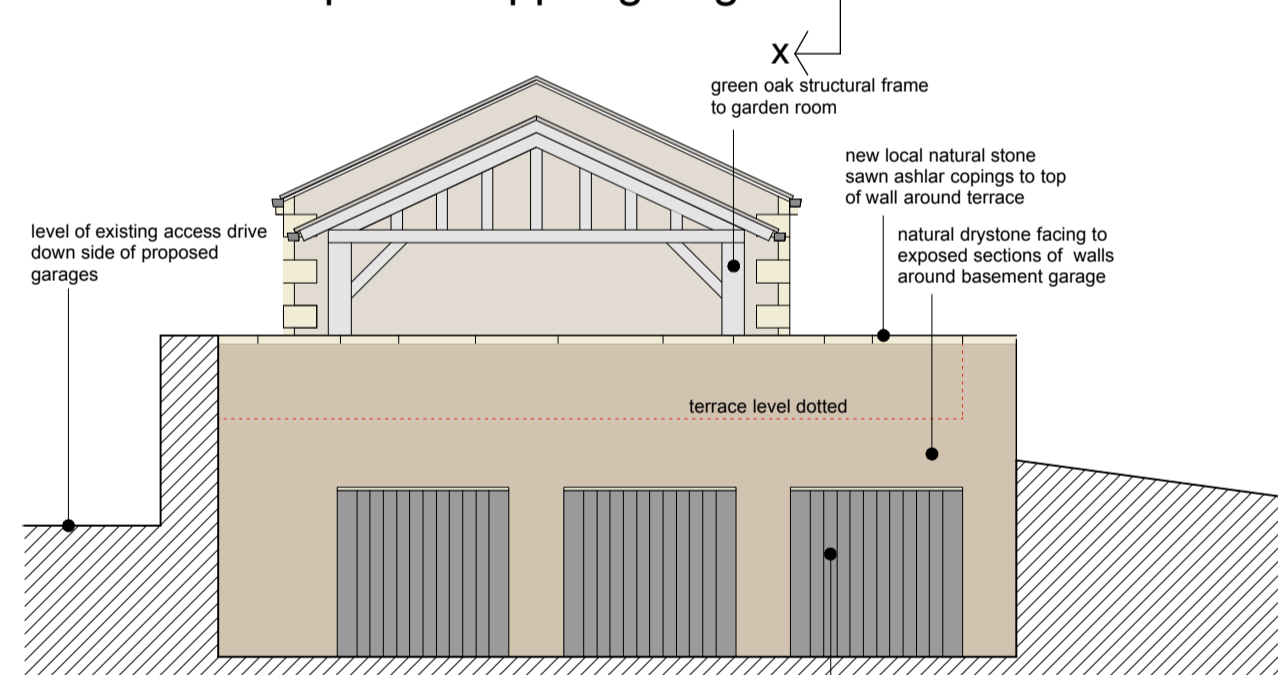 X
green oak structural frame
to garden room
new local natural stone
sawn ashlar copings to top
of wall around terrace
natural drystone facing to
exposed sections of walls
around basement garage
level of existing access drive
down side of proposed
garages
terrace level dotted